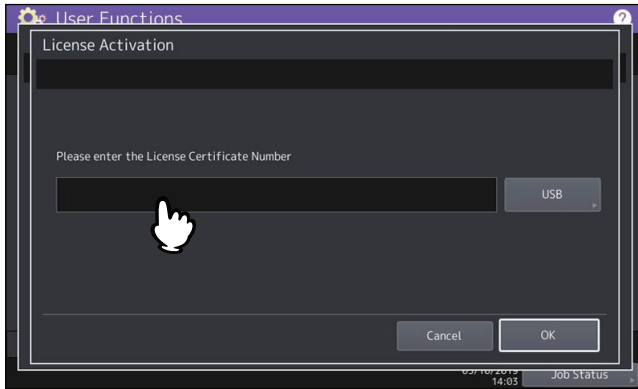 User Functions
?
License Activation
Please enter the License Certificate Number
USB
Cancel
OK
14:03
Job Status